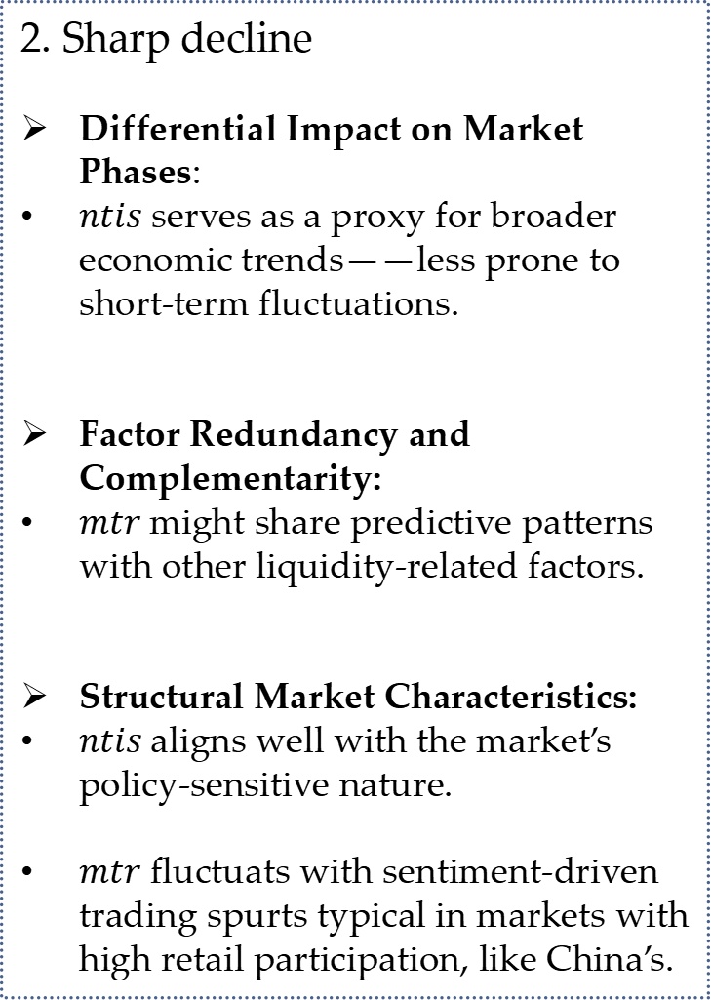 2. Sharp decline
➢ Differential Impact on Market
Phases:
• ntis serves as a proxy for broader
economic trends——less prone to
short-term fluctuations.
➢ Factor Redundancy and
Complementarity:
• mtr might share predictive patterns
with other liquidity-related factors.
➢ Structural Market Characteristics:
• ntis aligns well with the market’s
policy-sensitive nature.
• mtr fluctuats with sentiment-driven
trading spurts typical in markets with
high retail participation, like China’s.